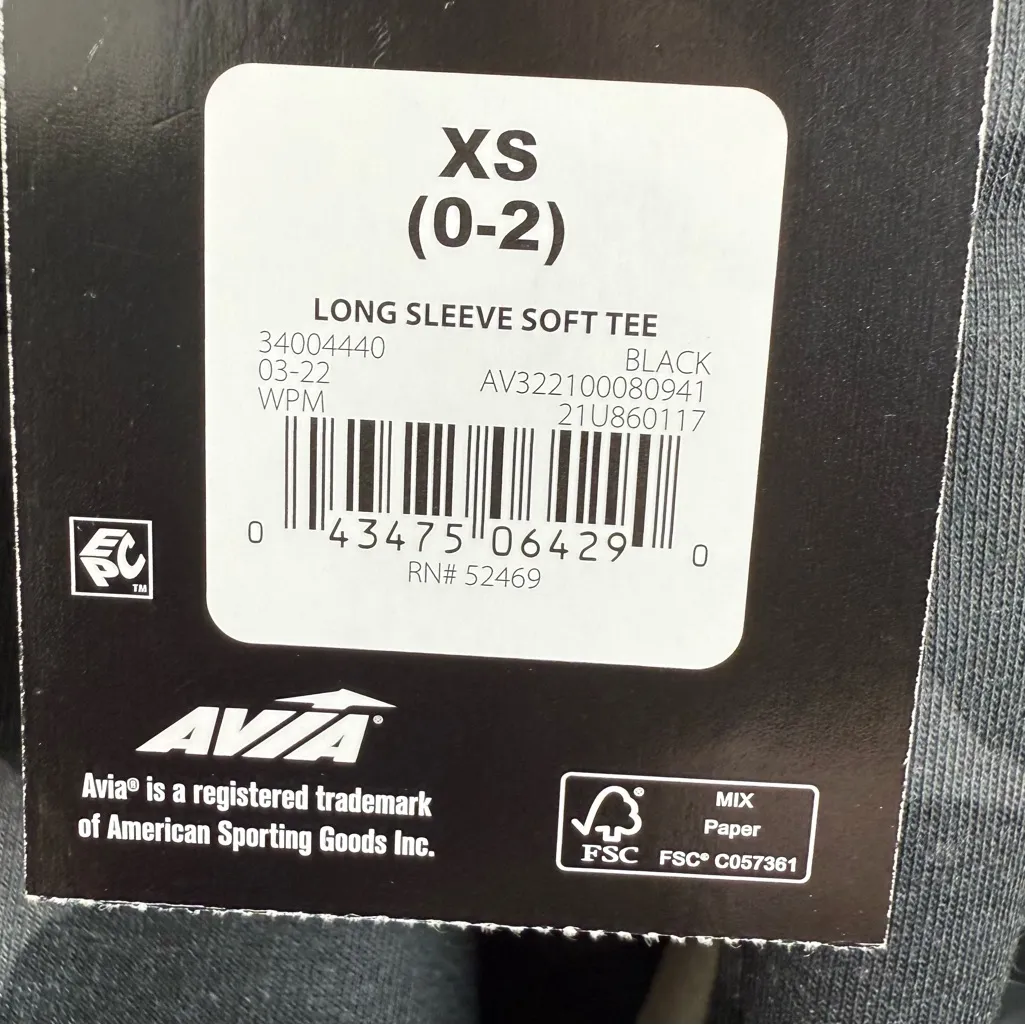 XS
(0-2)
LONG SLEEVE SOFT TEE
34004440
BLACK
03-22
AV322100080941
WPM
21U860117
0 43475 06429 0
RN# 52469
EPC TM
AVIA®
Avia® is a registered trademark
of American Sporting Goods Inc.
®
FSC
MIX
Paper
FSC® C057361